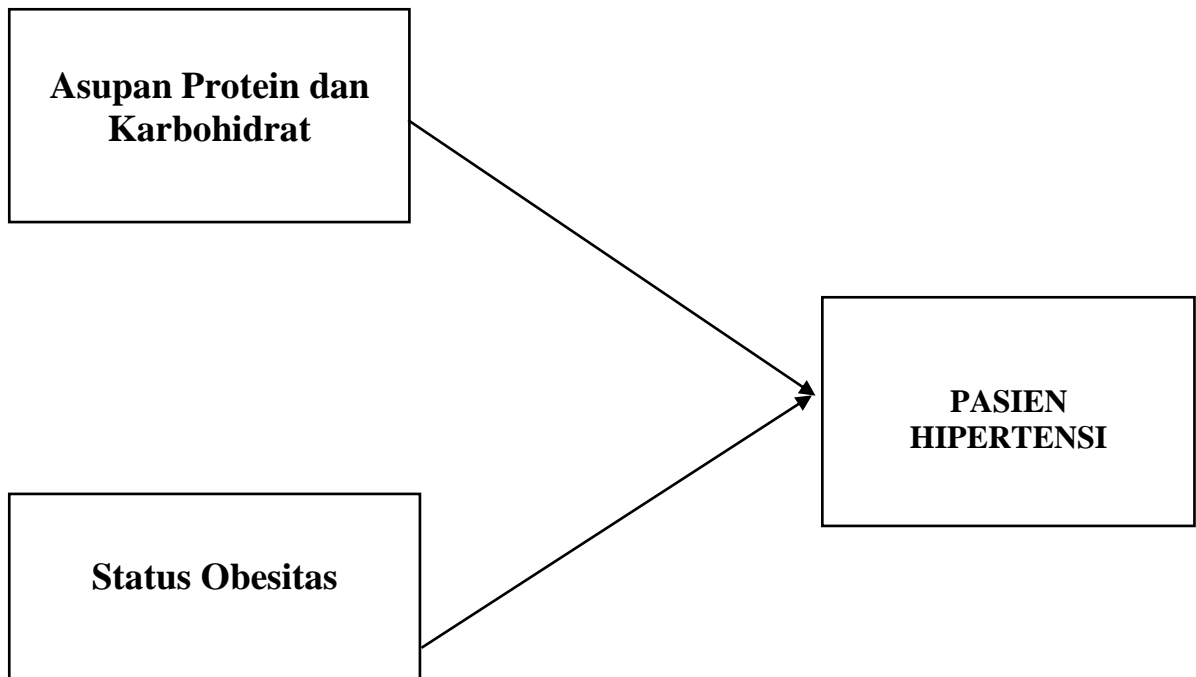 Asupan Protein dan
Karbohidrat
PASIEN
HIPERTENSI
Status Obesitas